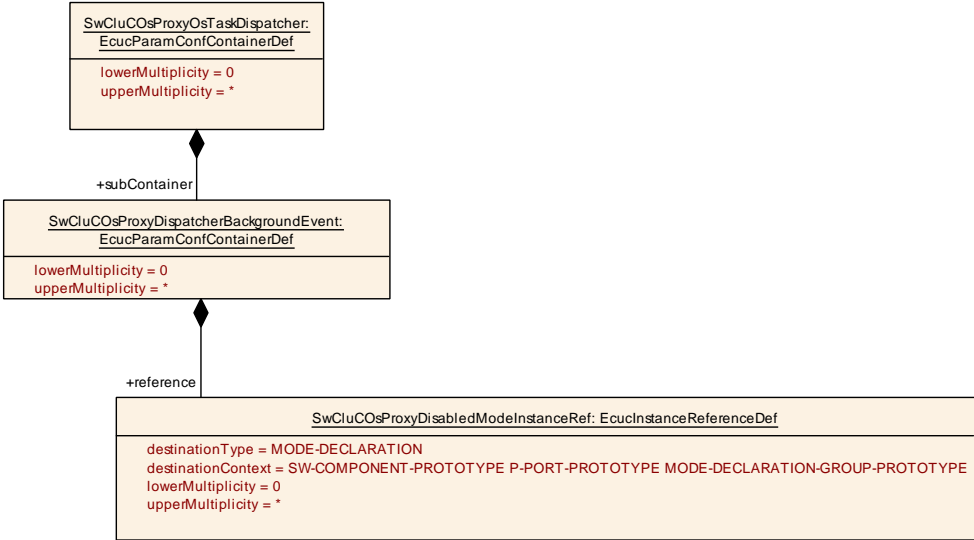 SwCluCOsProxyOsTaskDispatcher:
EcucParamConfContainerDef
lowerMultiplicity = 0
upperMultiplicity = *
+subContainer
SwCluCOsProxyDispatcherBackgroundEvent:
EcucParamConfContainerDef
lowerMultiplicity = 0
upperMultiplicity = *
+reference
SwCluCOsProxyDisabledModeInstanceRef: EcucInstanceReferenceDef
destinationType = MODE-DECLARATION
destinationContext = SW-COMPONENT-PROTOTYPE P-PORT-PROTOTYPE MODE-DECLARATION-GROUP-PROTOTYPE
lowerMultiplicity = 0
upperMultiplicity = *